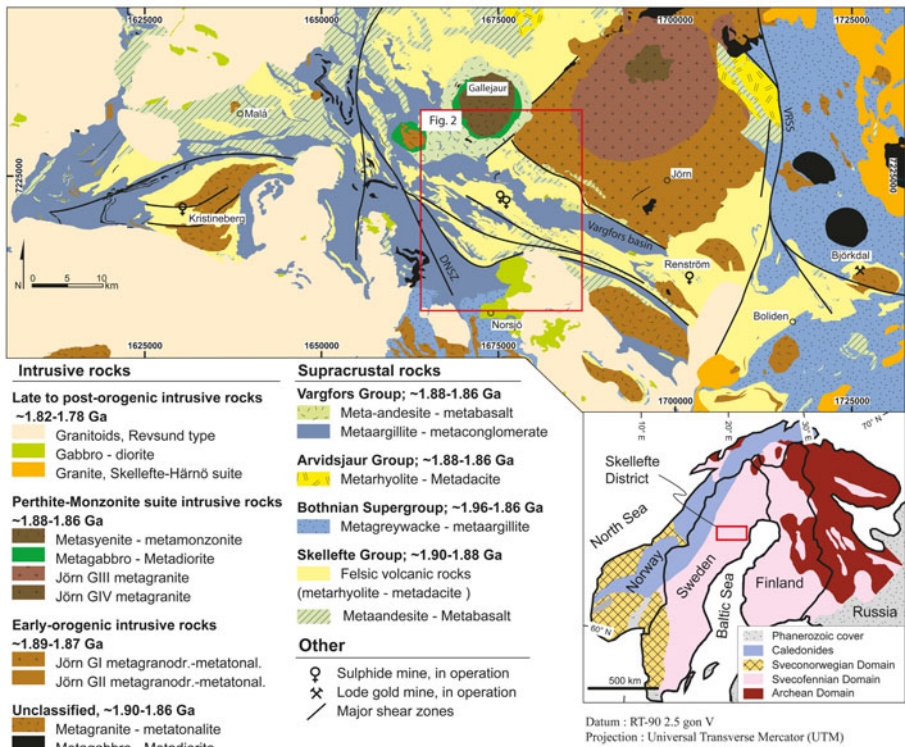 1625000
1650000
1675000
1700000
1725000
Gallejaur
Fig. 2
Malå
VRSS
7225000
7225000
Jörn
Kristineberg
Vargfors basin
Björkdal
Renström
DNSZ
N
0 5 10
km
Norsjö
Boliden
1625000
1650000
1675000
1700000
1725000
Intrusive rocks
Late to post-orogenic intrusive rocks
~1.82-1.78 Ga
Granitoids, Revsund type
Gabbro - diorite
Granite, Skellefte-Härnö suite
Perthite-Monzonite suite intrusive rocks
~1.88-1.86 Ga
Metasyenite - metamonzonite
Metagabbro - Metadiorite
Jörn GIII metagranite
Jörn GIV metagranite
Early-orogenic intrusive rocks
~1.89-1.87 Ga
Jörn GI metagranodr.-metatonal.
Jörn GII metagranodr.-metatonal.
Unclassified, ~1.90-1.86 Ga
Metagranite - metatonalite
Metagabbro - Metadiorite
Supracrustal rocks
Vargfors Group; ~1.88-1.86 Ga
Meta-andesite - metabasalt
Metaargillite - metaconglomerate
Arvidsjaur Group; ~1.88-1.86 Ga
Metarhyolite - Metadacite
Bothnian Supergroup; ~1.96-1.86 Ga
Metagreywacke - metaargillite
Skellefte Group; ~1.90-1.88 Ga
Felsic volcanic rocks
(metarhyolite - metadacite )
Metaandesite - Metabasalt
Other
Sulphide mine, in operation
Lode gold mine, in operation
Major shear zones
10° E
20° E
30° E
70° N
Skellefte
District
North Sea
Norway
Sweden
Baltic Sea
Finland
Russia
60° N
500 km
Phanerozoic cover
Caledonides
Sveconorwegian Domain
Svecofennian Domain
Archean Domain
Datum : RT-90 2.5 gon V
Projection : Universal Transverse Mercator (UTM)